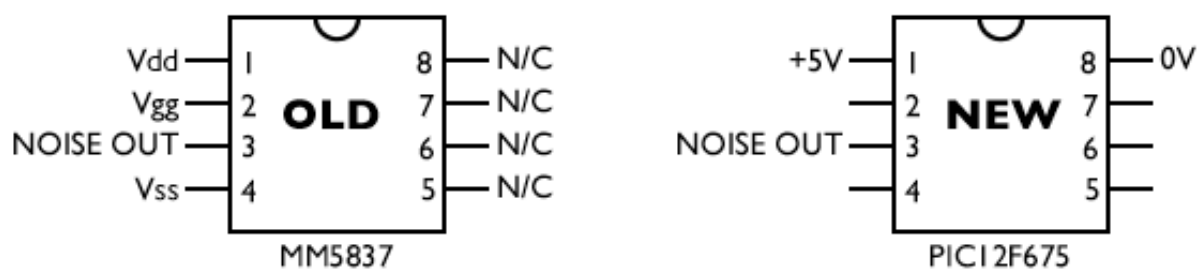 Vdd 1 8 N/C
Vgg 2 OLD 7 N/C
NOISE OUT 3 6 N/C
Vss 4 5 N/C
MM5837
+5V 1 8 0V
2 NEW 7
NOISE OUT 3 6
4 5
PIC12F675